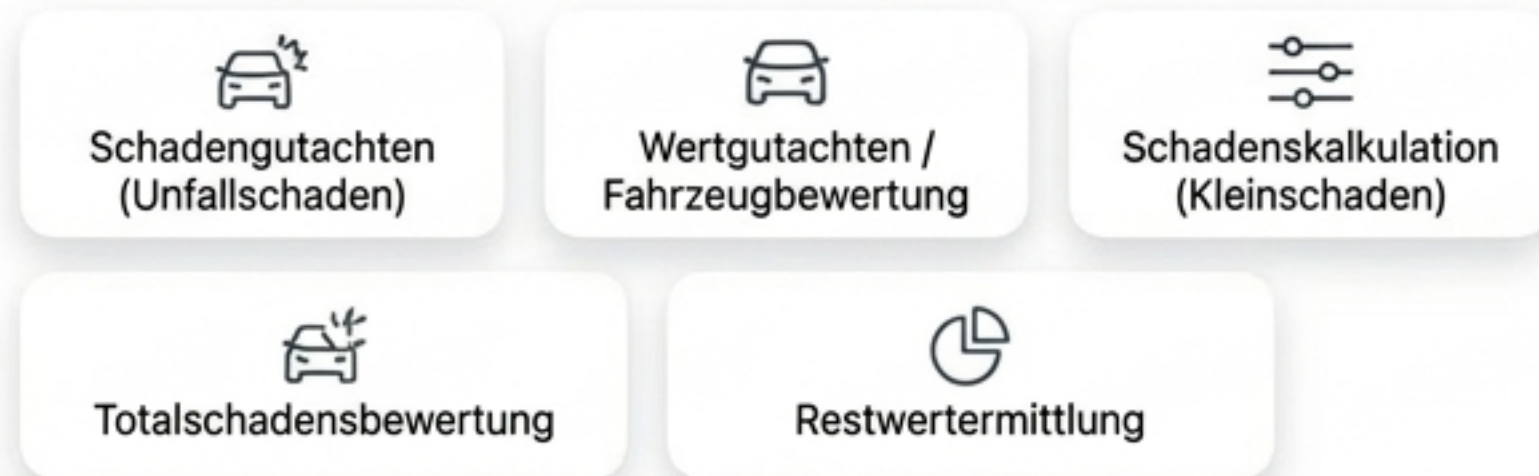 Schadengutachten
(Unfallschaden)
Wertgutachten /
Fahrzeugbewertung
Schadenskalkulation
(Kleinschaden)
Totalschadensbewertung
Restwertermittlung